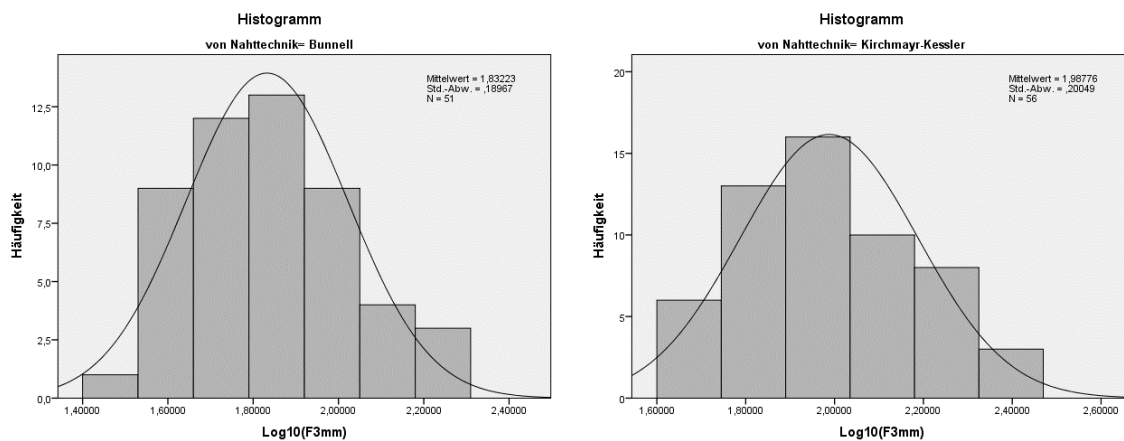 Histogramm
von Nahttechnik= Bunnell
Mittelwert = 1,83223
Std.-Abw. = ,18967
N = 51
Häufigkeit
12,5
10,0
7,5
5,0
2,5
0,0
1,40000 1,60000 1,80000 2,00000 2,20000 2,40000
Log10(F3mm)
Histogramm
von Nahttechnik= Kirchmayr-Kessler
Mittelwert = 1,98776
Std.-Abw. = ,20049
N = 56
Häufigkeit
20
15
10
5
0
1,60000 1,80000 2,00000 2,20000 2,40000 2,60000
Log10(F3mm)